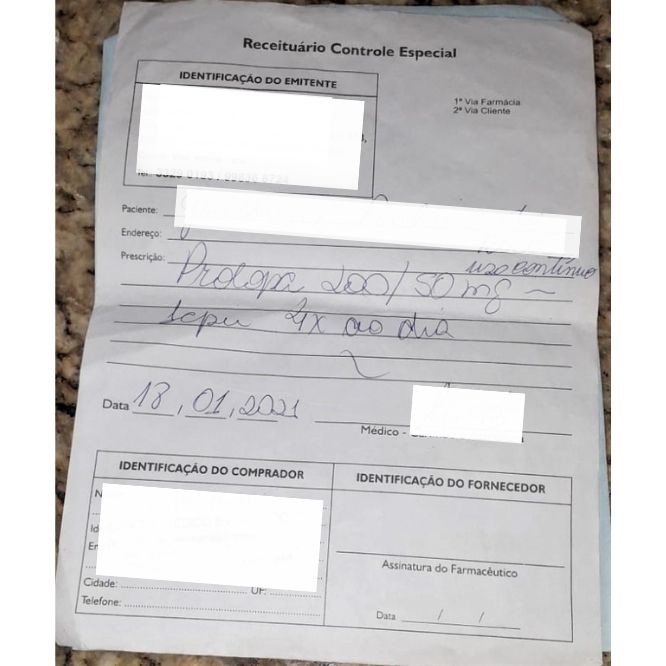 Receituário Controle Especial
IDENTIFICAÇÃO DO EMITENTE
1ª Via Farmácia
2ª Via Cliente
Paciente:
Endereço:
uso contínuo
Prescrição: Prolopa 200/50 mg ~
1cpr 4x ao dia
Data 18, 01, 2021
Médico -
IDENTIFICAÇÃO DO COMPRADOR
IDENTIFICAÇÃO DO FORNECEDOR
Cidade: UF:
Telefone:
Assinatura do Farmacêutico
Data / /